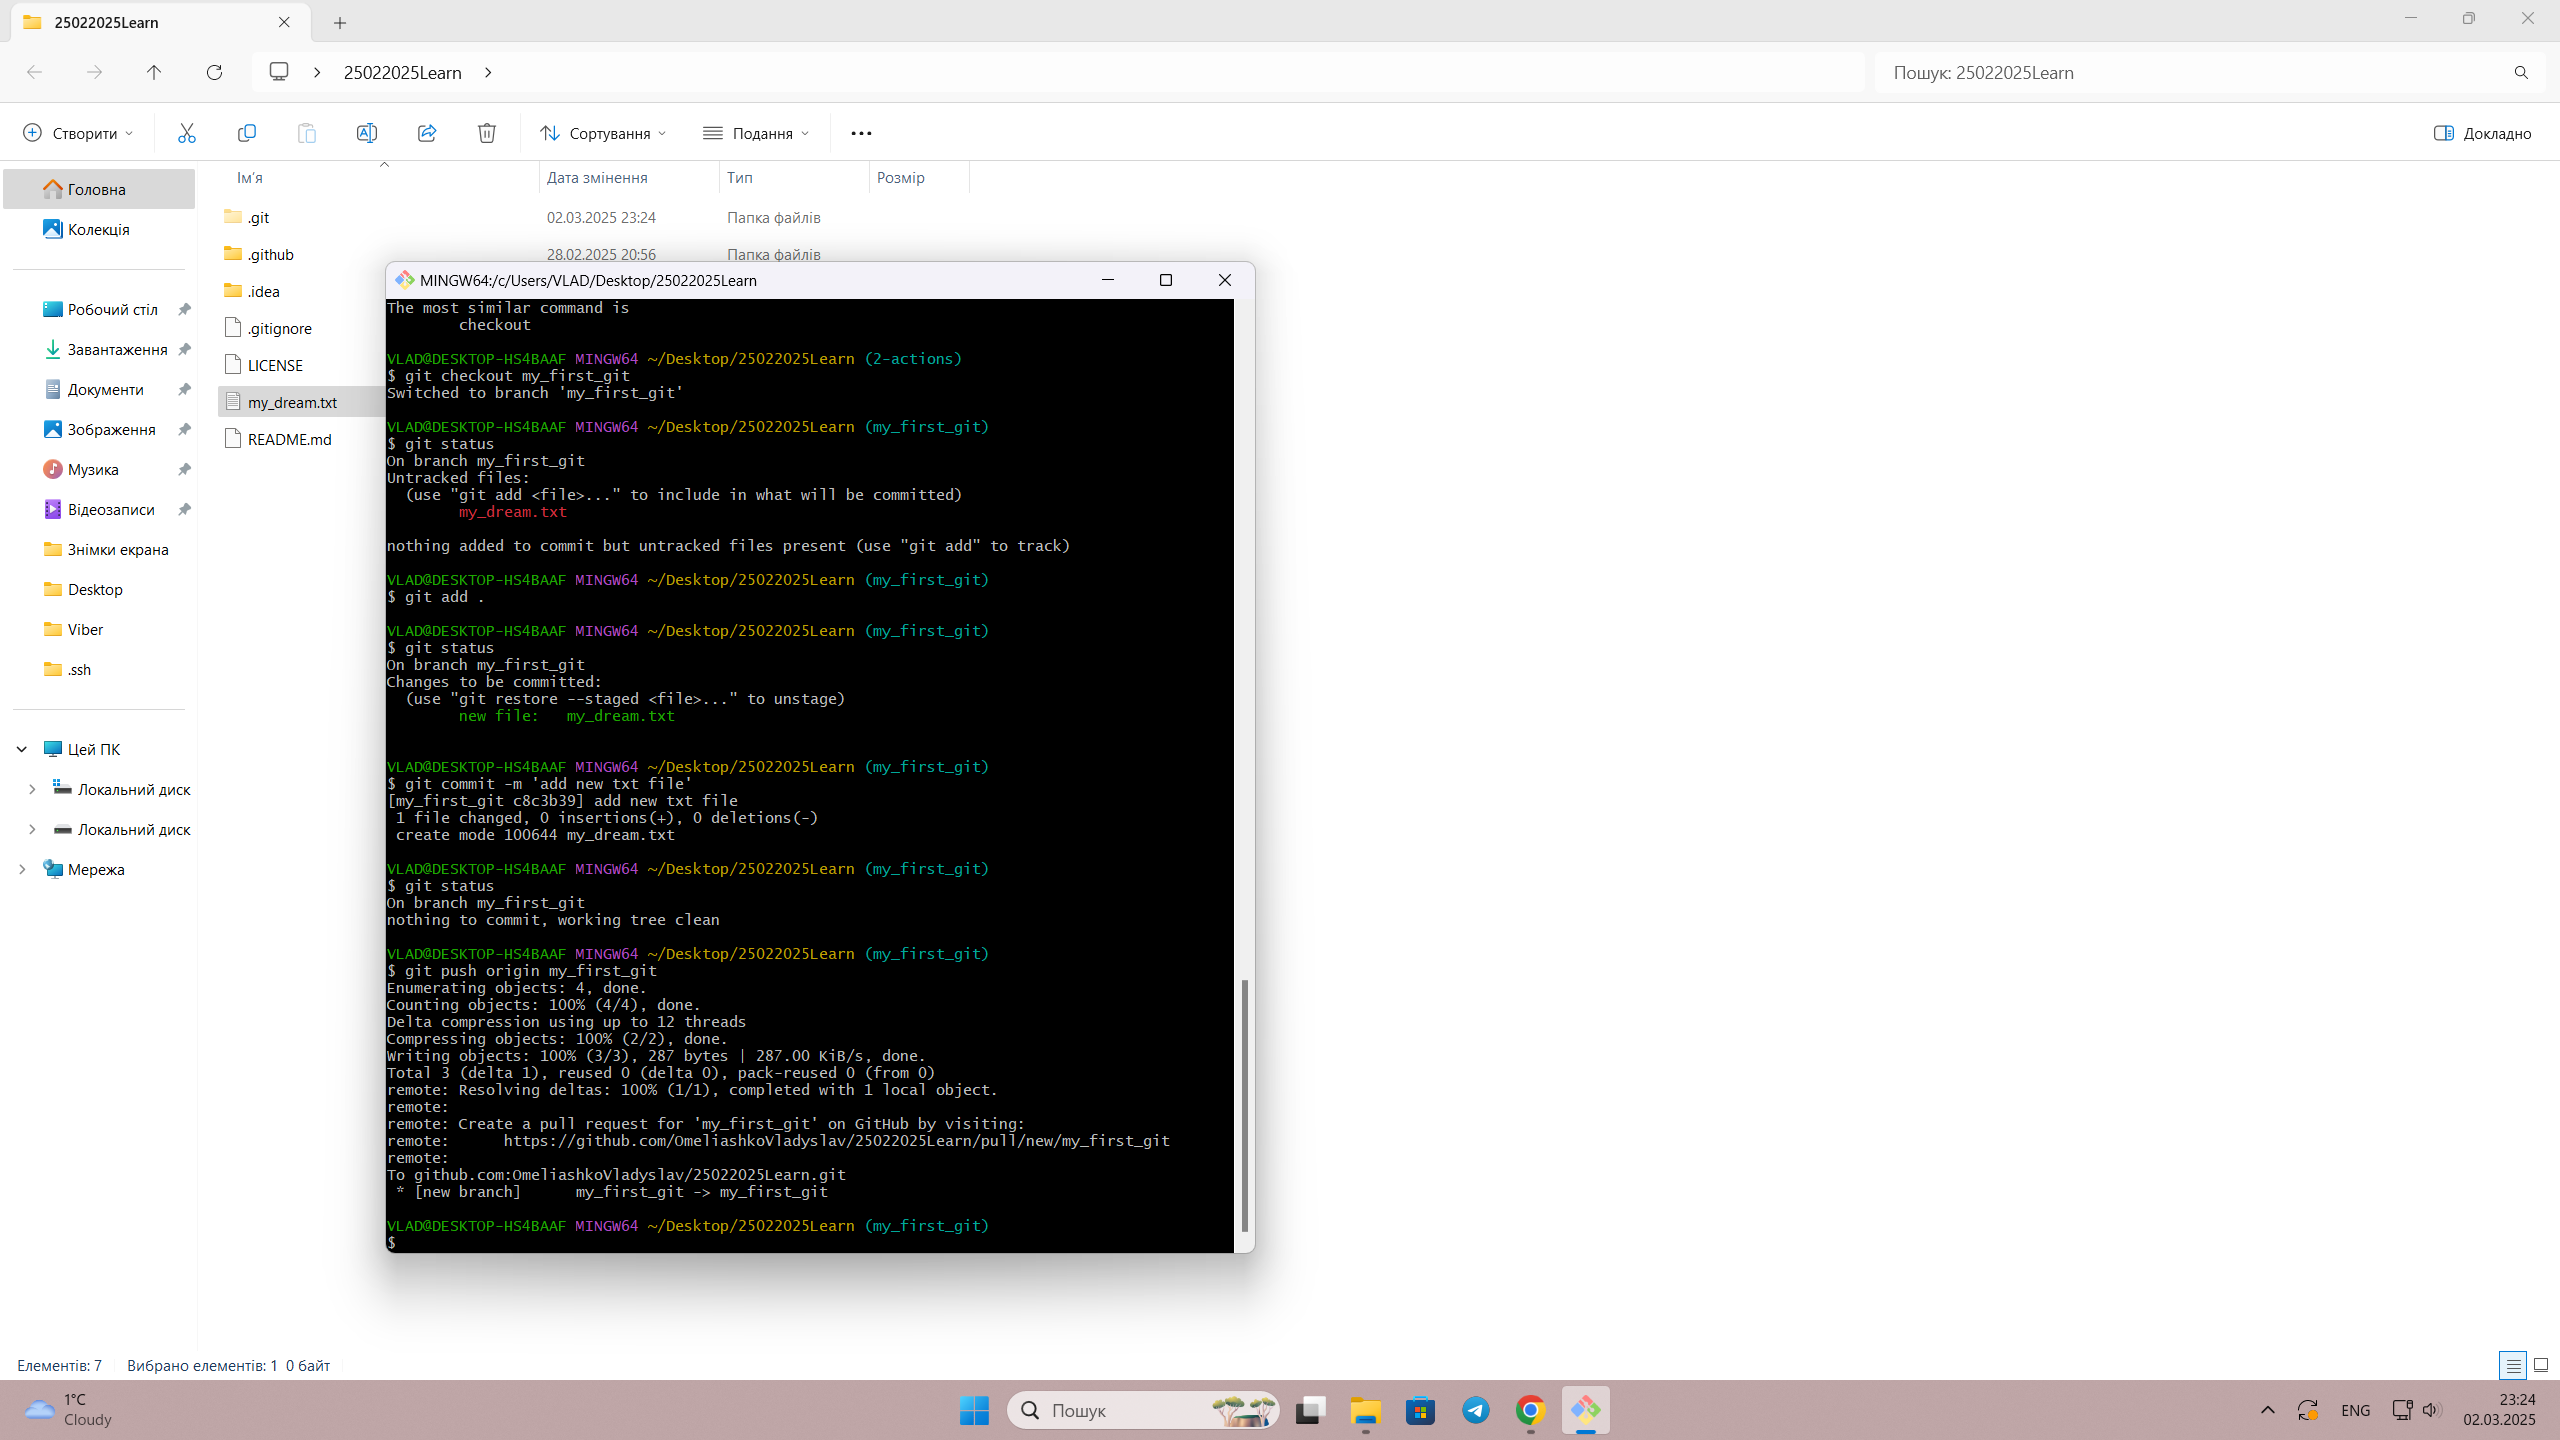 25022025Learn
25022025Learn
Пошук: 25022025Learn
Створити
Сортування
Подання
Докладно
Ім'я
Дата змінення
Тип
Розмір
Головна
Колекція
Робочий стіл
Завантаження
Документи
Зображення
Музика
Відеозаписи
Знімки екрана
Desktop
Viber
.ssh
Цей ПК
Локальний диск
Локальний диск
Мережа
.git 02.03.2025 23:24 Папка файлів
.github 28.02.2025 20:56 Папка файлів
.idea
.gitignore
LICENSE
my_dream.txt
README.md
MINGW64:/c/Users/VLAD/Desktop/25022025Learn
The most similar command is
checkout
VLAD@DESKTOP-HS4BAAF MINGW64 ~/Desktop/25022025Learn (2-actions)
$ git checkout my_first_git
Switched to branch 'my_first_git'
VLAD@DESKTOP-HS4BAAF MINGW64 ~/Desktop/25022025Learn (my_first_git)
$ git status
On branch my_first_git
Untracked files:
(use "git add <file>..." to include in what will be committed)
my_dream.txt
nothing added to commit but untracked files present (use "git add" to track)
VLAD@DESKTOP-HS4BAAF MINGW64 ~/Desktop/25022025Learn (my_first_git)
$ git add .
VLAD@DESKTOP-HS4BAAF MINGW64 ~/Desktop/25022025Learn (my_first_git)
$ git status
On branch my_first_git
Changes to be committed:
(use "git restore --staged <file>..." to unstage)
new file:   my_dream.txt
VLAD@DESKTOP-HS4BAAF MINGW64 ~/Desktop/25022025Learn (my_first_git)
$ git commit -m 'add new txt file'
[my_first_git c8c3b39] add new txt file
1 file changed, 0 insertions(+), 0 deletions(-)
create mode 100644 my_dream.txt
VLAD@DESKTOP-HS4BAAF MINGW64 ~/Desktop/25022025Learn (my_first_git)
$ git status
On branch my_first_git
nothing to commit, working tree clean
VLAD@DESKTOP-HS4BAAF MINGW64 ~/Desktop/25022025Learn (my_first_git)
$ git push origin my_first_git
Enumerating objects: 4, done.
Counting objects: 100% (4/4), done.
Delta compression using up to 12 threads
Compressing objects: 100% (2/2), done.
Writing objects: 100% (3/3), 287 bytes | 287.00 KiB/s, done.
Total 3 (delta 1), reused 0 (delta 0), pack-reused 0 (from 0)
remote: Resolving deltas: 100% (1/1), completed with 1 local object.
remote:
remote: Create a pull request for 'my_first_git' on GitHub by visiting:
remote:      https://github.com/OmeliashkoVladyslav/25022025Learn/pull/new/my_first_git
remote:
To github.com:OmeliashkoVladyslav/25022025Learn.git
* [new branch]      my_first_git -> my_first_git
VLAD@DESKTOP-HS4BAAF MINGW64 ~/Desktop/25022025Learn (my_first_git)
$
Елементів: 7
Вибрано елементів: 1  0 байт
1°C
Cloudy
Пошук
ENG
23:24
02.03.2025